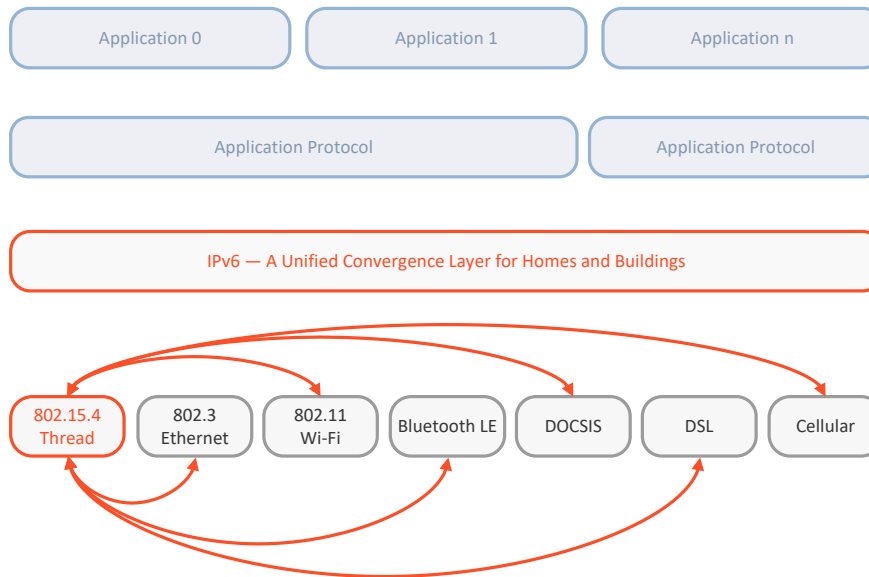 Application 0
Application 1
Application n
Application Protocol
Application Protocol
IPv6 — A Unified Convergence Layer for Homes and Buildings
802.15.4
Thread
802.3
Ethernet
802.11
Wi-Fi
Bluetooth LE
DOCSIS
DSL
Cellular